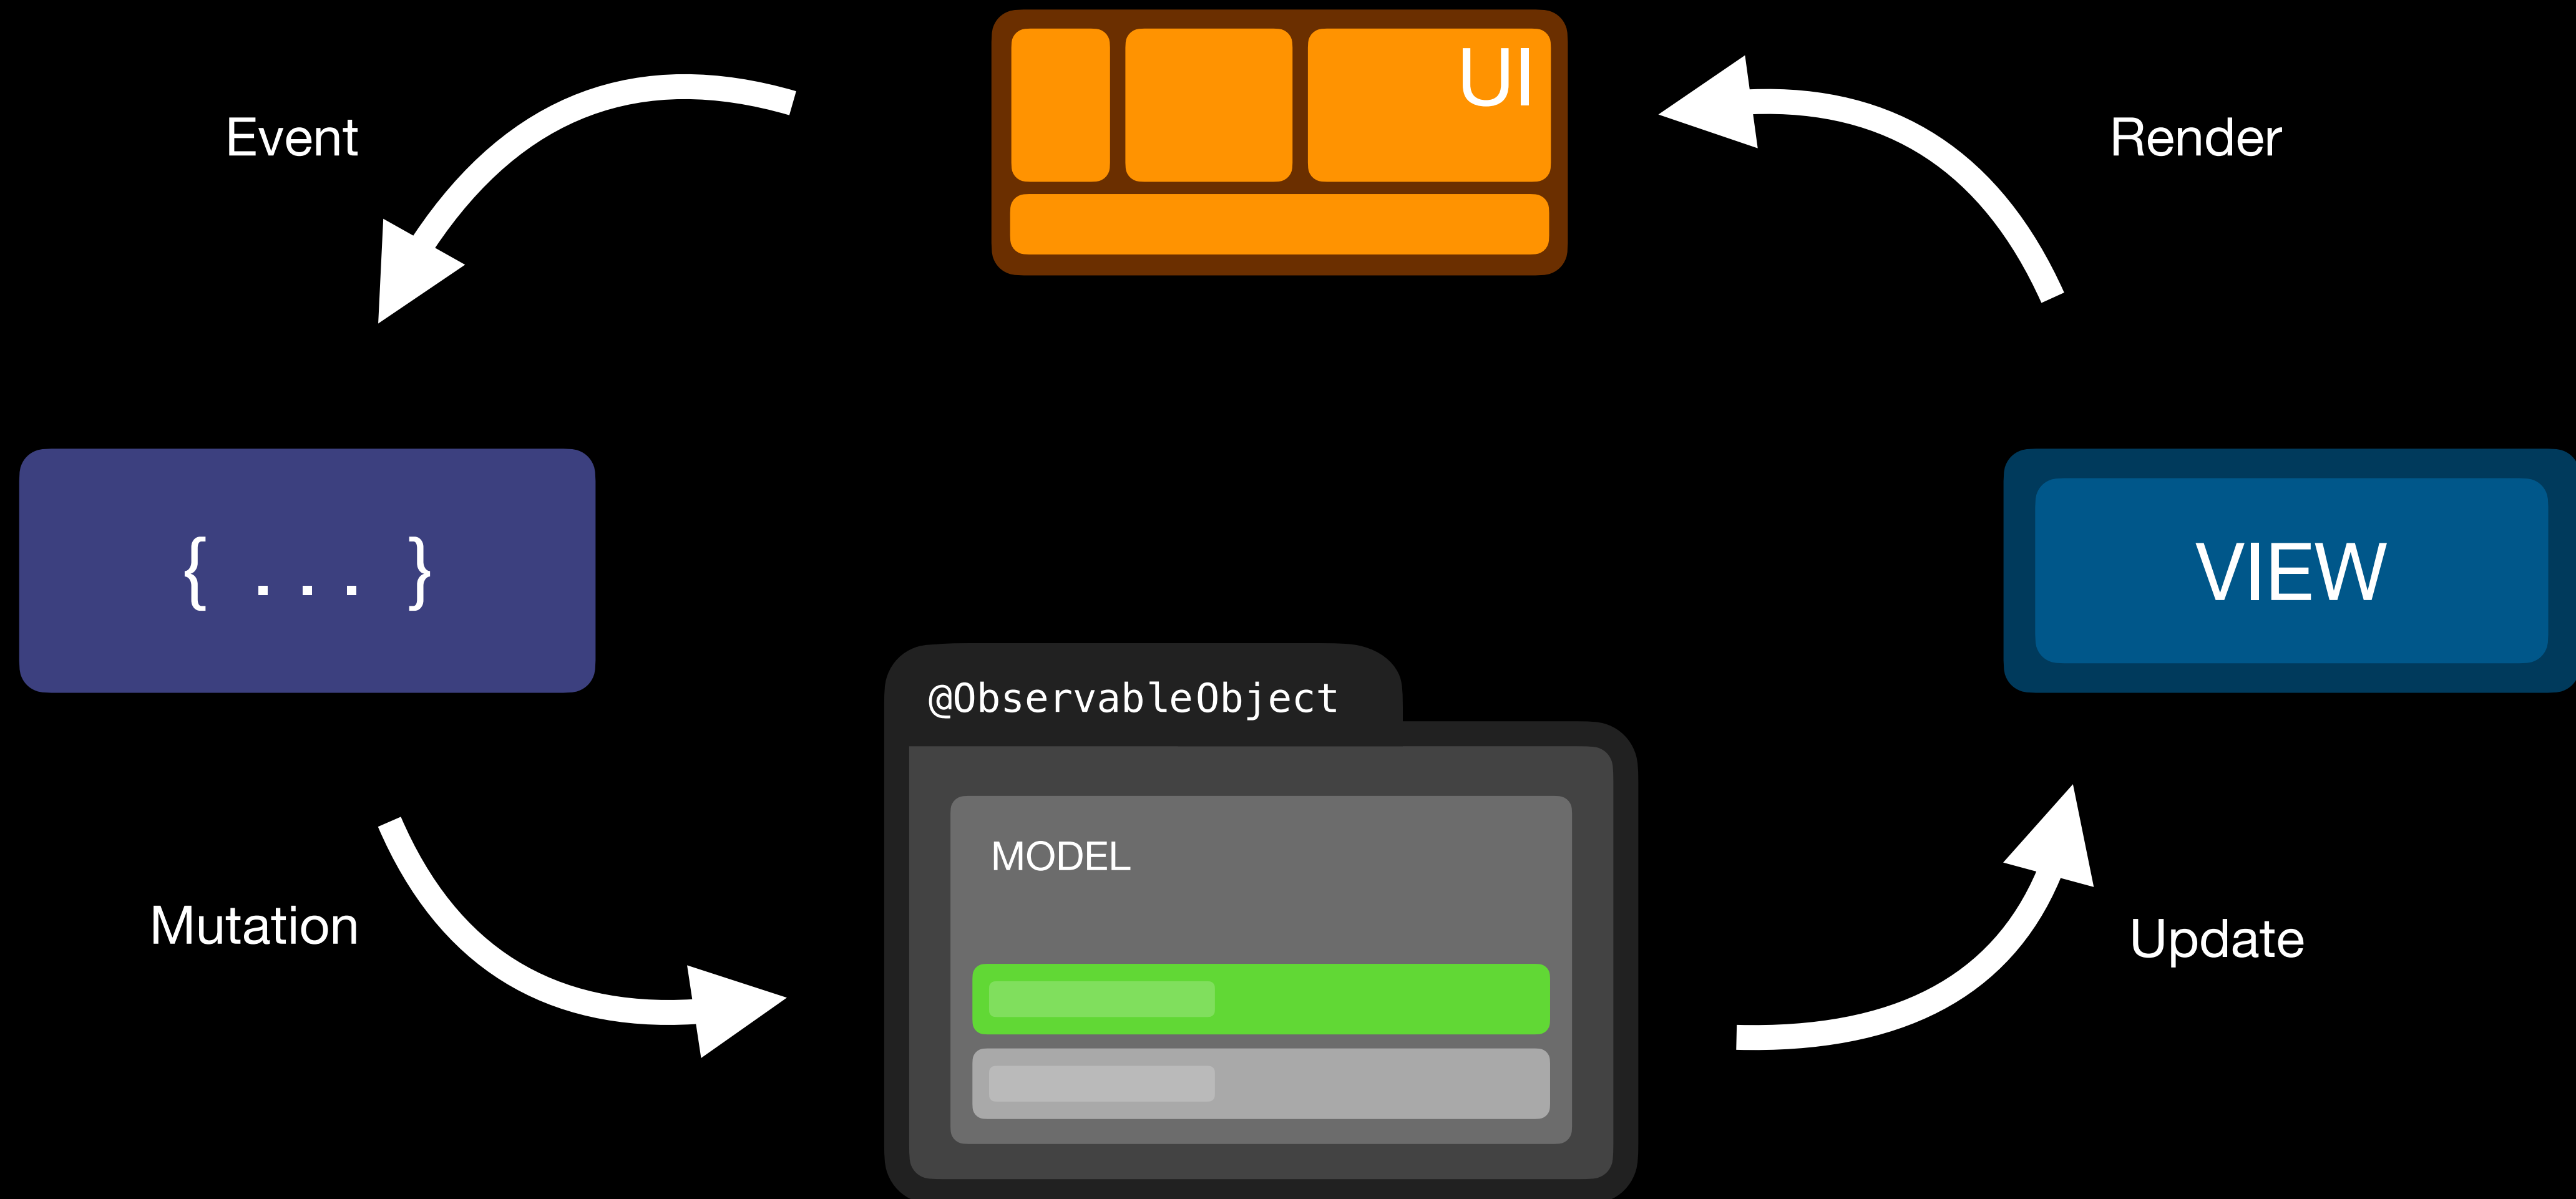 UI
Event
Render
{ ... }
VIEW
@ObservableObject
MODEL
Mutation
Update